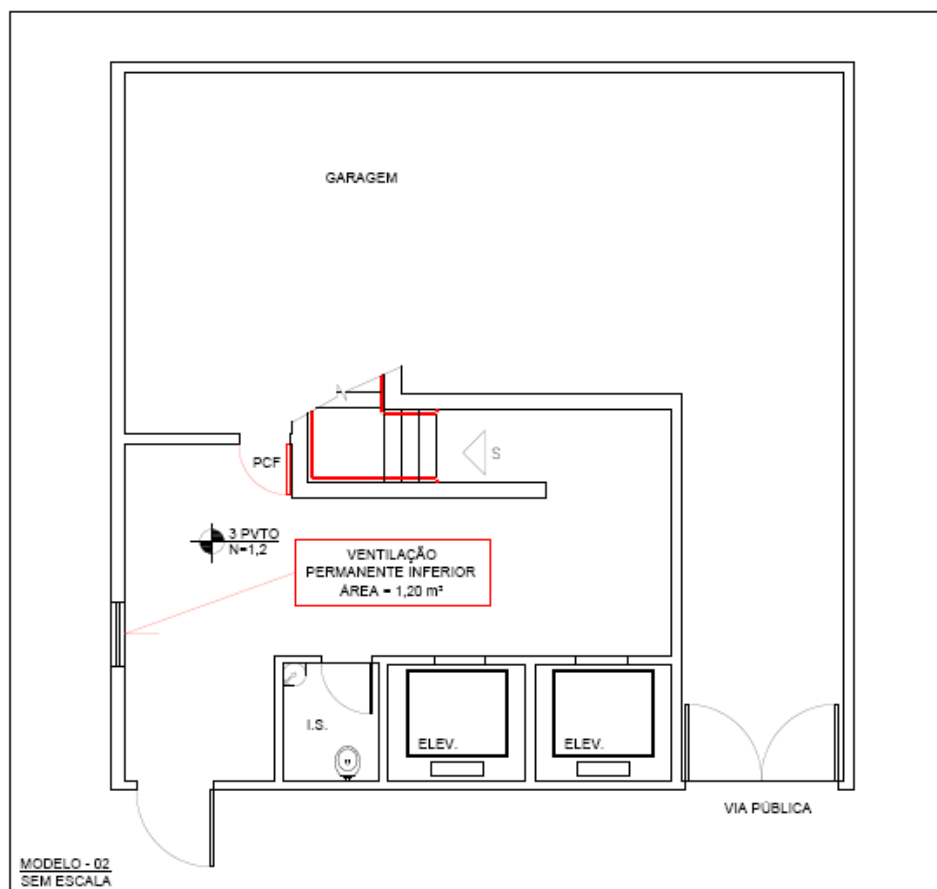 GARAGEM
S
PCF
3 PVTO
N=1,2
VENTILAÇÃO
PERMANENTE INFERIOR
ÁREA = 1,20 m²
I.S.
ELEV.
ELEV.
VIA PÚBLICA
MODELO - 02
SEM ESCALA